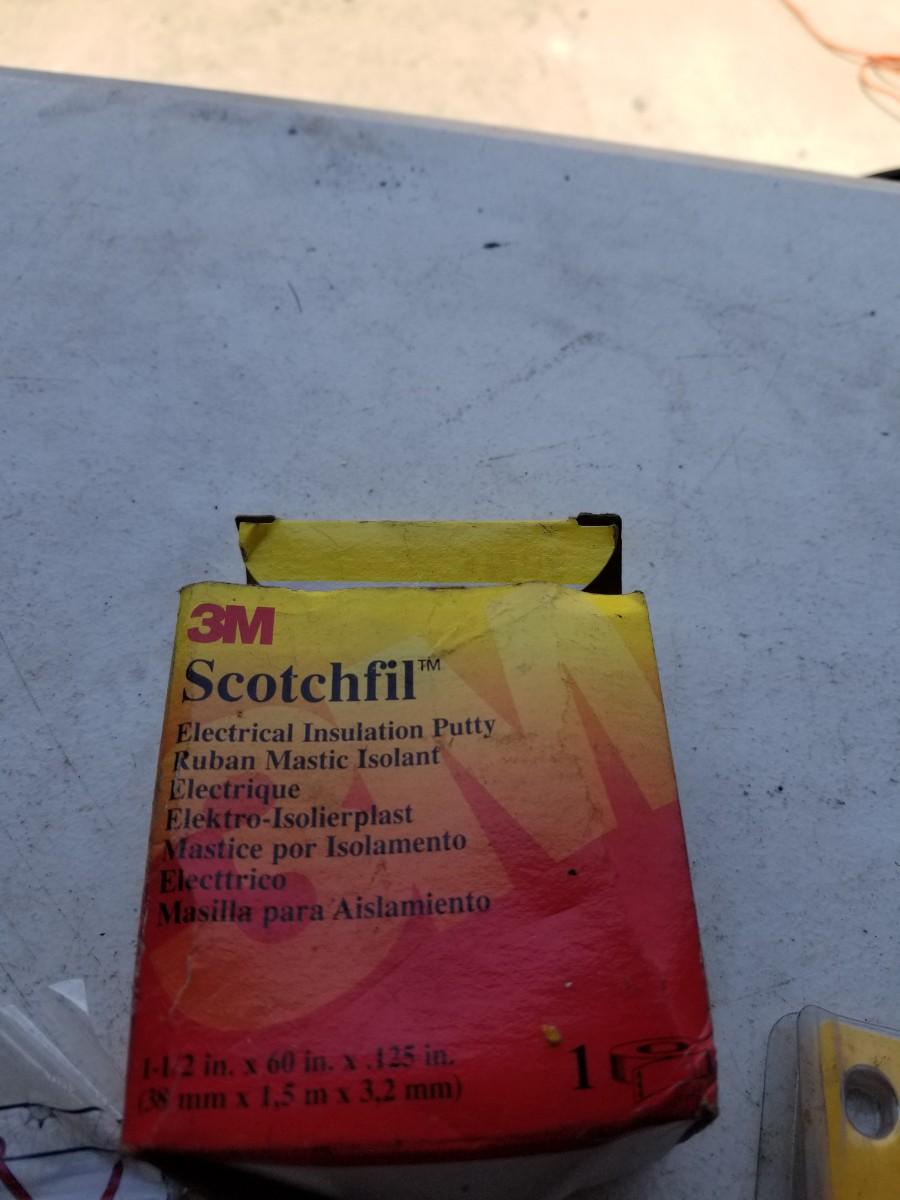 3M
Scotchfil™
Electrical Insulation Putty
Ruban Mastic Isolant
Electrique
Elektro-Isolierplast
Mastice por Isolamento
Electtrico
Masilla para Aislamiento
1-1/2 in. x 60 in. x .125 in.
(38 mm x 1,5 m x 3,2 mm)
1